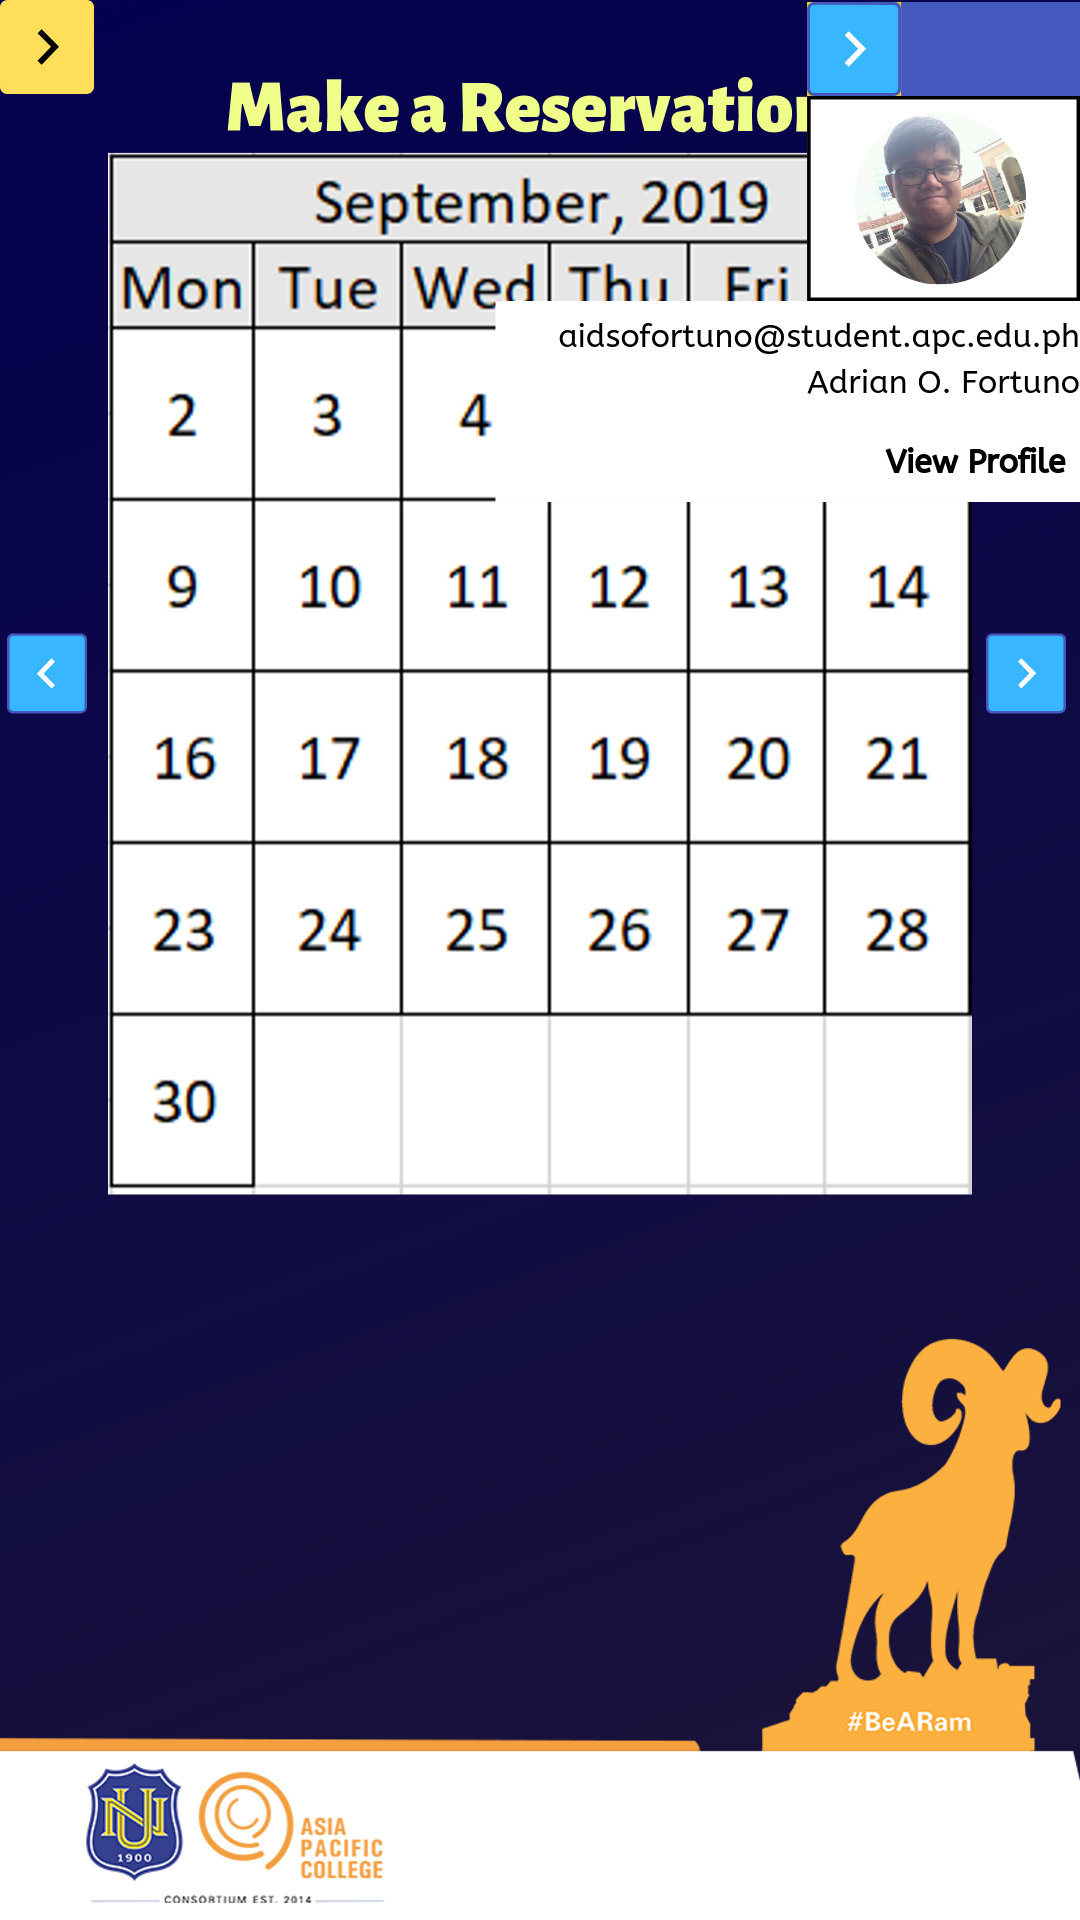 Make a Reservation
September, 2019
Mon Tue Wed Thu Fri
aidsofortuno@student.apc.edu.ph
Adrian O. Fortuno
View Profile
2 3 4
9 10 11 12 13 14
16 17 18 19 20 21
23 24 25 26 27 28
30
#BeARam
NU
1900
ASIA
PACIFIC
COLLEGE
CONSORTIUM EST. 2014